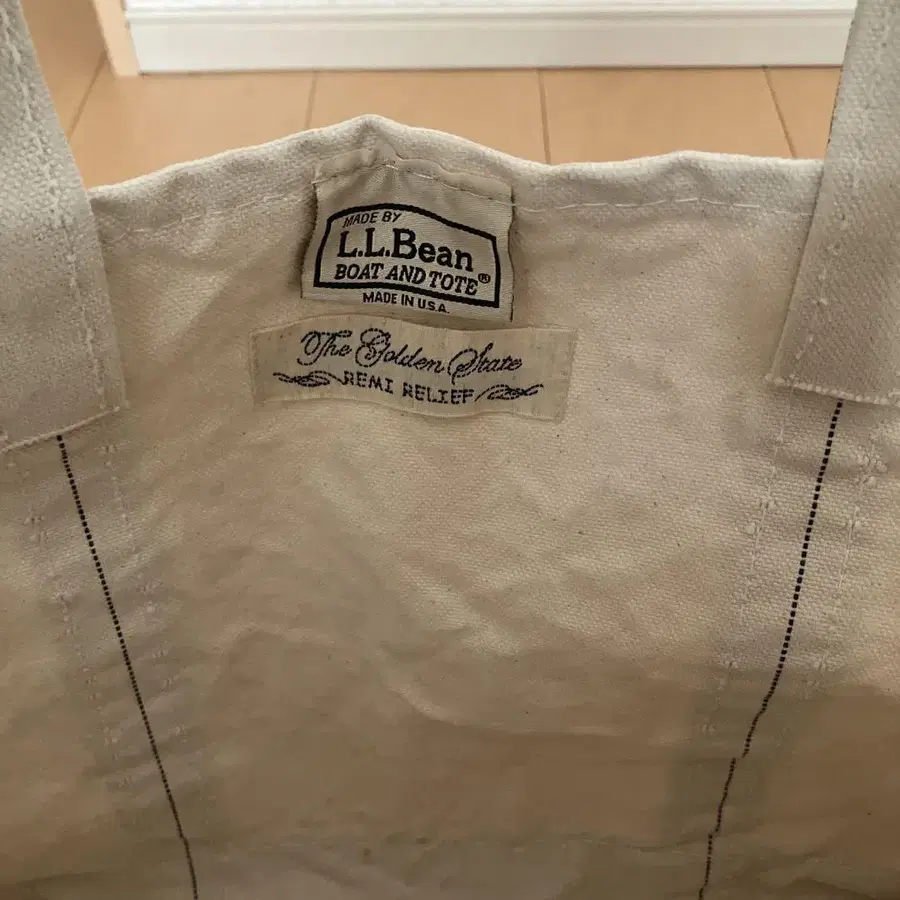 MADE BY
L.L.Bean
BOAT AND TOTE®
MADE IN U.S.A.
The Golden State
REMI RELIEF